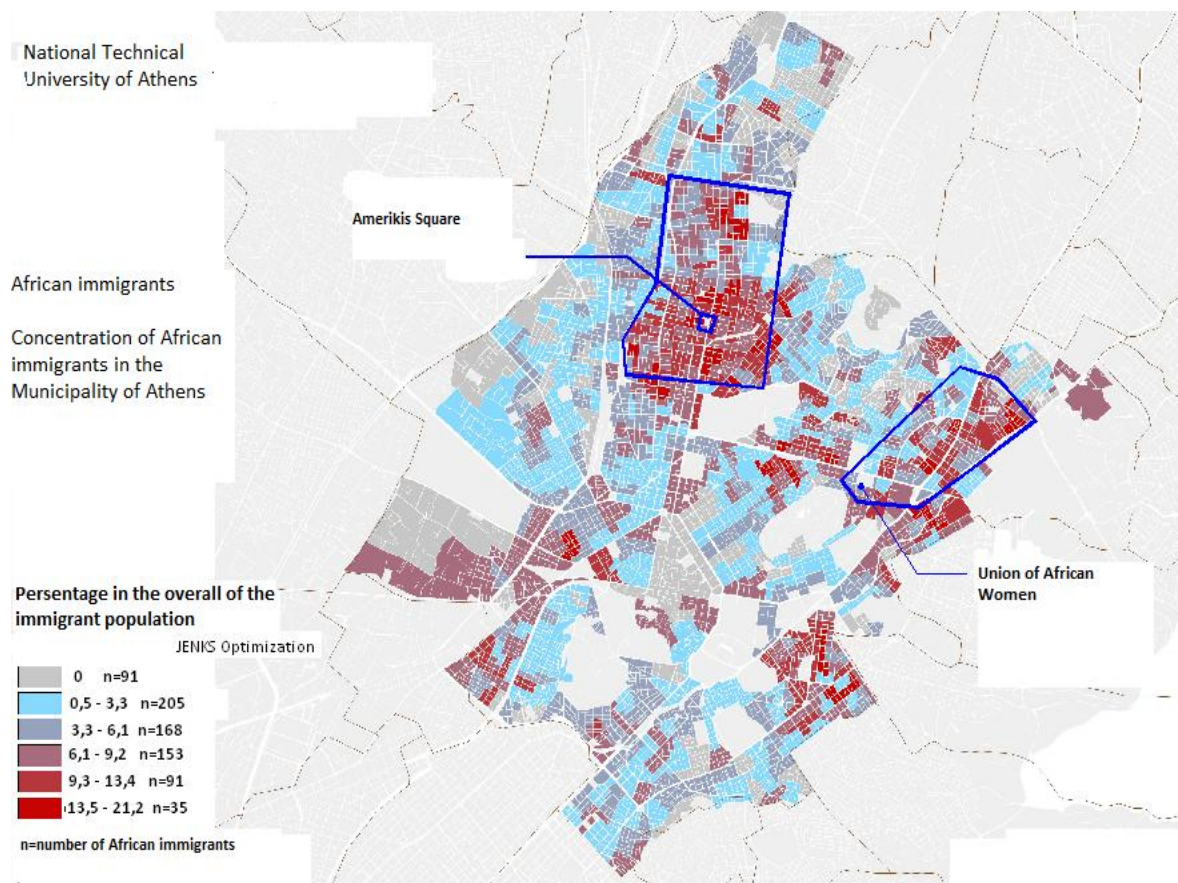 National Technical
University of Athens
Amerikis Square
African immigrants
Concentration of African
immigrants in the
Municipality of Athens
Union of African
Women
Persentage in the overall of the
immigrant population
JENKS Optimization
0 n=91
0,5 - 3,3 n=205
3,3 - 6,1 n=168
6,1 - 9,2 n=153
9,3 - 13,4 n=91
13,5 - 21,2 n=35
n=number of African immigrants